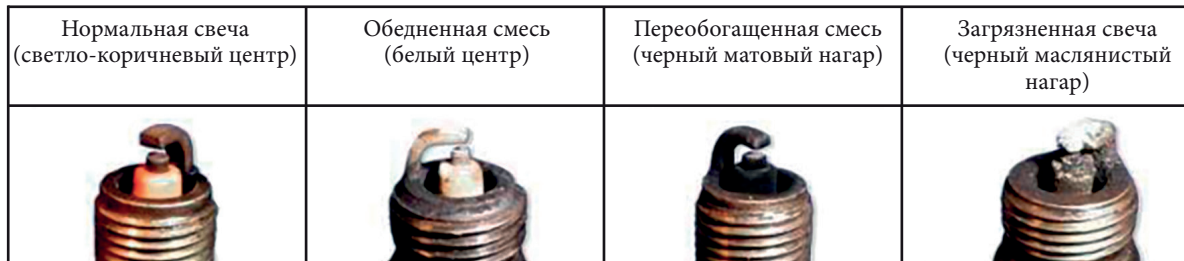 Нормальная свеча
(светло-коричневый центр)
Обедненная смесь
(белый центр)
Переобогащенная смесь
(черный матовый нагар)
Загрязненная свеча
(черный маслянистый
нагар)